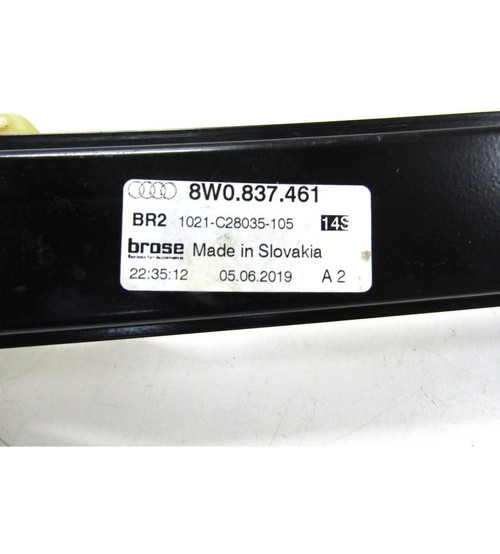 8W0.837.461
BR2 1021-C28035-105 14S
brose Made in Slovakia
22:35:12 05.06.2019 A 2